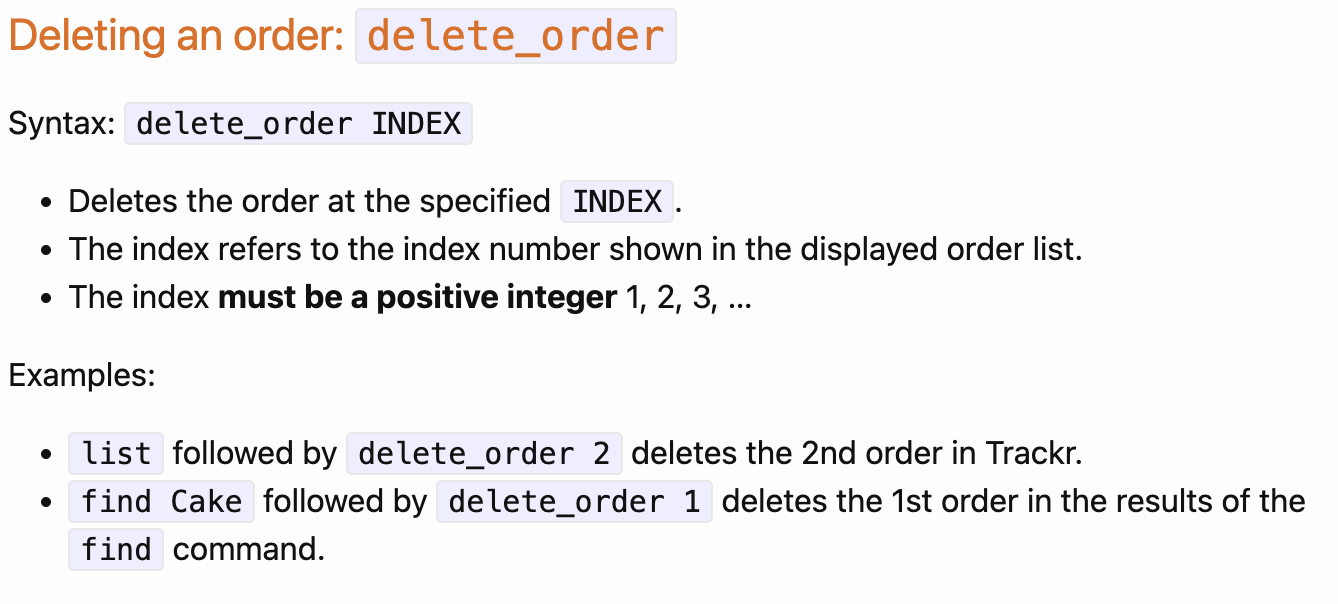 Deleting an order: delete_order
Syntax: delete_order INDEX
• Deletes the order at the specified INDEX.
• The index refers to the index number shown in the displayed order list.
• The index must be a positive integer 1, 2, 3, …
Examples:
• list followed by delete_order 2 deletes the 2nd order in Trackr.
• find Cake followed by delete_order 1 deletes the 1st order in the results of the
find command.